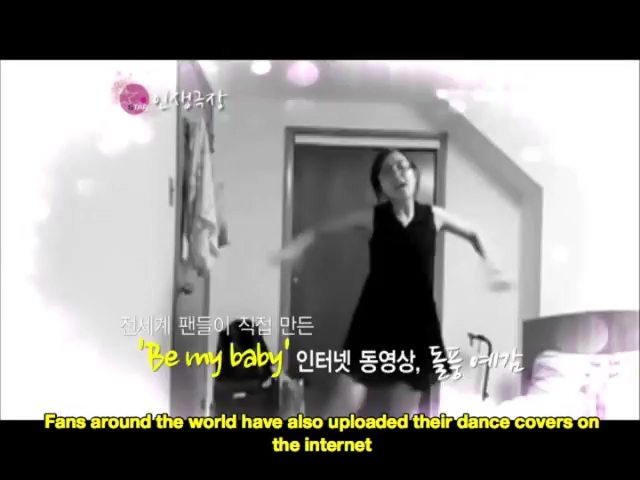 인생극장
전세계 팬들이 직접 만든
'Be my baby' 인터넷 동영상, 돌풍 예감
Fans around the world have also uploaded their dance covers on
the internet